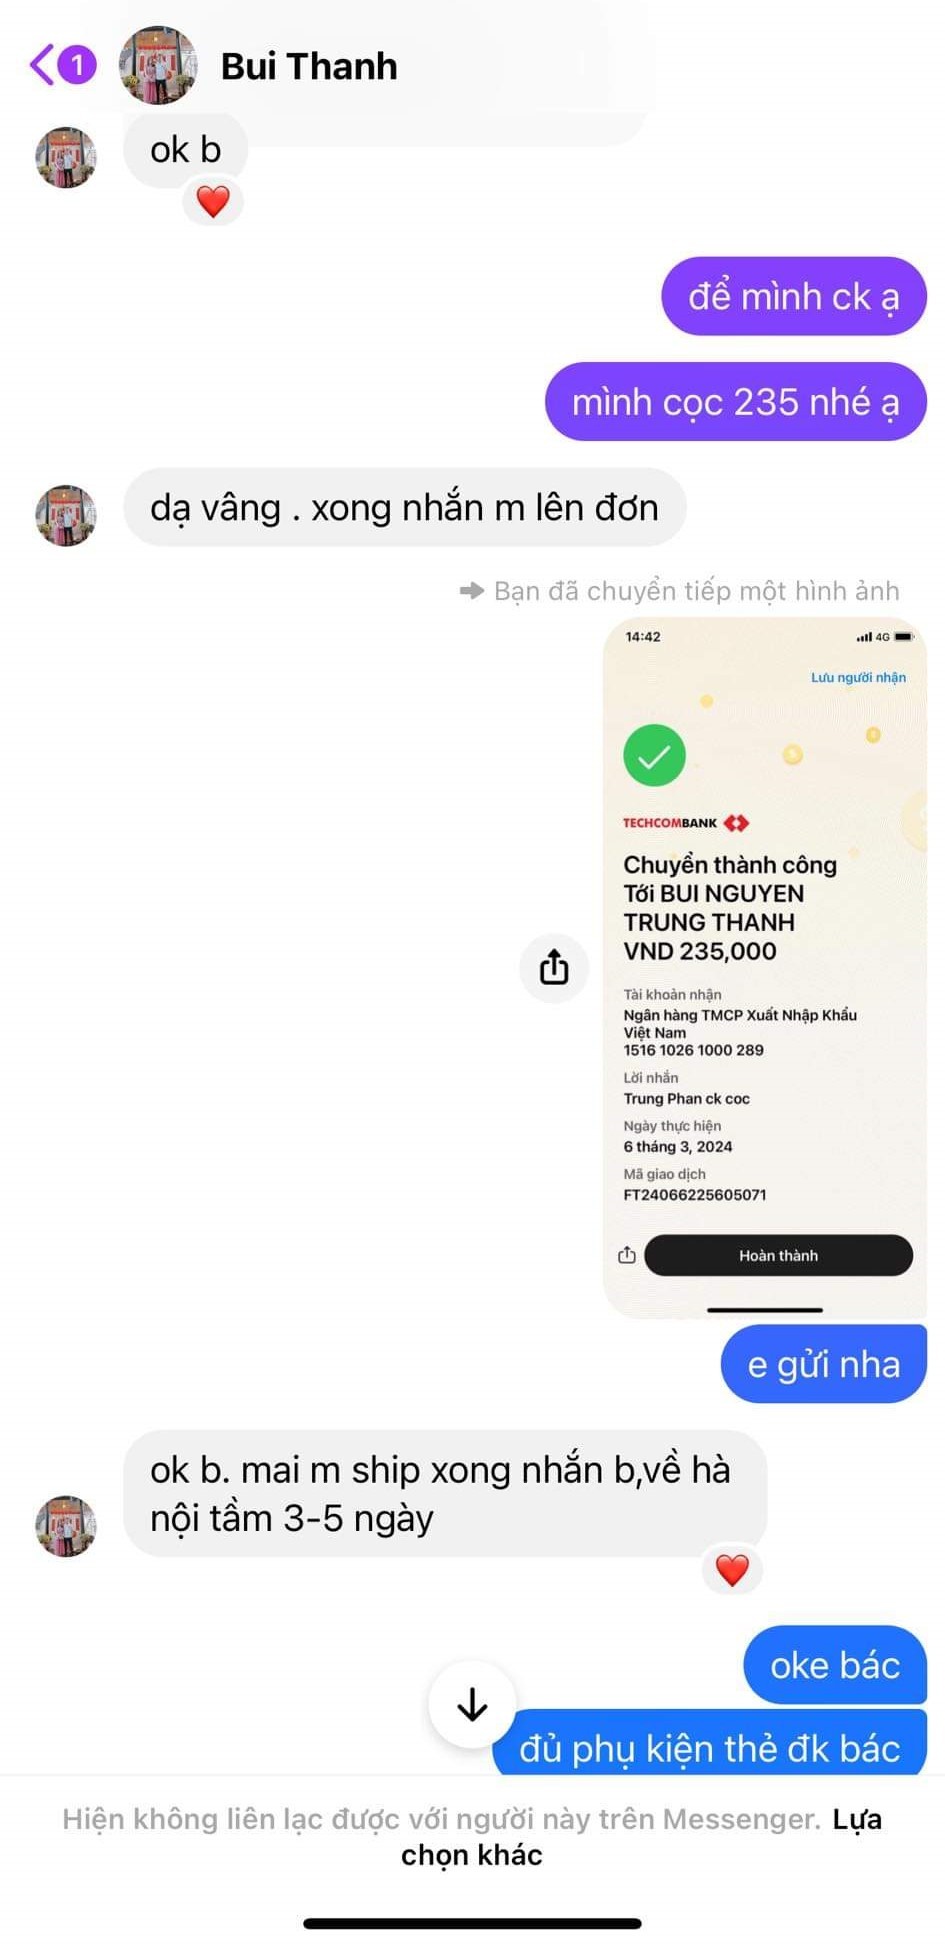 1
Bui Thanh
ok b
để mình ck ạ
mình cọc 235 nhé ạ
dạ vâng . xong nhắn m lên đơn
Bạn đã chuyển tiếp một hình ảnh
14:42
4G
Lưu người nhận
TECHCOMBANK
Chuyển thành công
Tới BUI NGUYEN
TRUNG THANH
VND 235,000
Tài khoản nhận
Ngân hàng TMCP Xuất Nhập Khẩu
Việt Nam
1516 1026 1000 289
Lời nhắn
Trung Phan ck coc
Ngày thực hiện
6 tháng 3, 2024
Mã giao dịch
FT24066225605071
Hoàn thành
e gửi nha
ok b. mai m ship xong nhắn b,về hà
nội tầm 3-5 ngày
oke bác
đủ phụ kiện thẻ đk bác
Hiện không liên lạc được với người này trên Messenger. Lựa
chọn khác